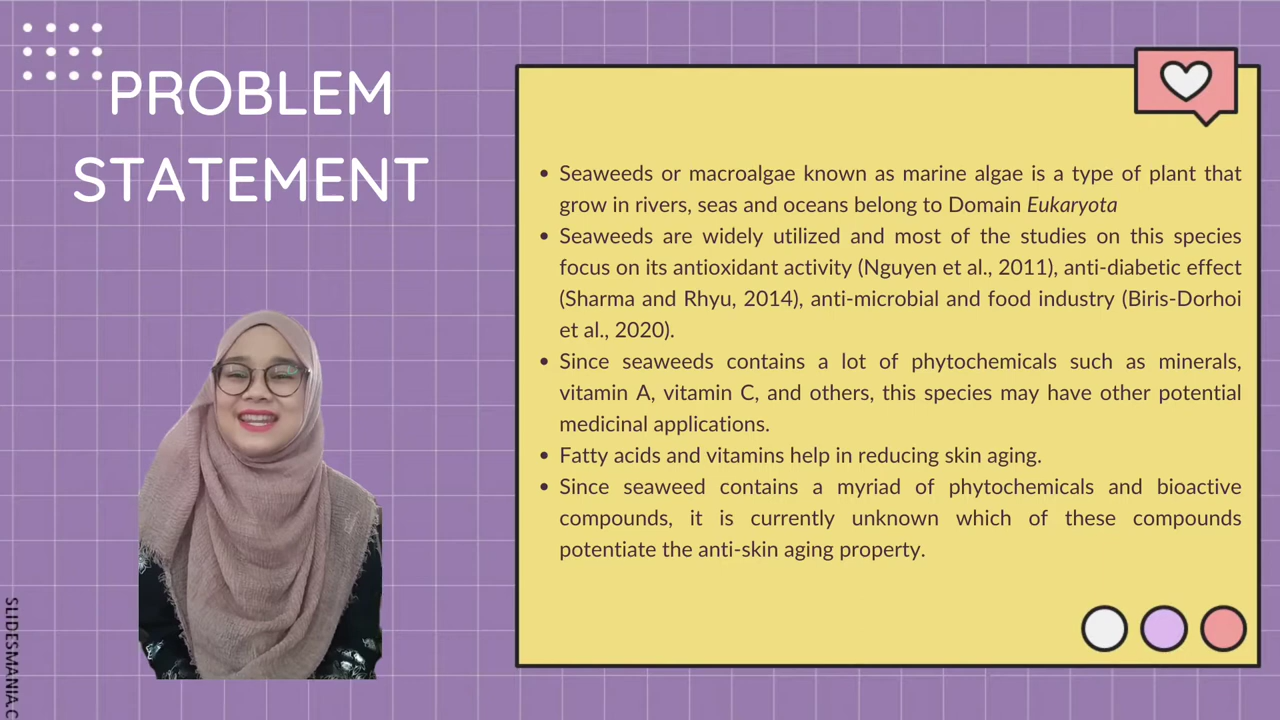 PROBLEM
STATEMENT
• Seaweeds or macroalgae known as marine algae is a type of plant that
grow in rivers, seas and oceans belong to Domain Eukaryota
• Seaweeds are widely utilized and most of the studies on this species
focus on its antioxidant activity (Nguyen et al., 2011), anti-diabetic effect
(Sharma and Rhyu, 2014), anti-microbial and food industry (Biris-Dorhoi
et al., 2020).
• Since seaweeds contains a lot of phytochemicals such as minerals,
vitamin A, vitamin C, and others, this species may have other potential
medicinal applications.
• Fatty acids and vitamins help in reducing skin aging.
• Since seaweed contains a myriad of phytochemicals and bioactive
compounds, it is currently unknown which of these compounds
potentiate the anti-skin aging property.
SLIDESMANIA.C